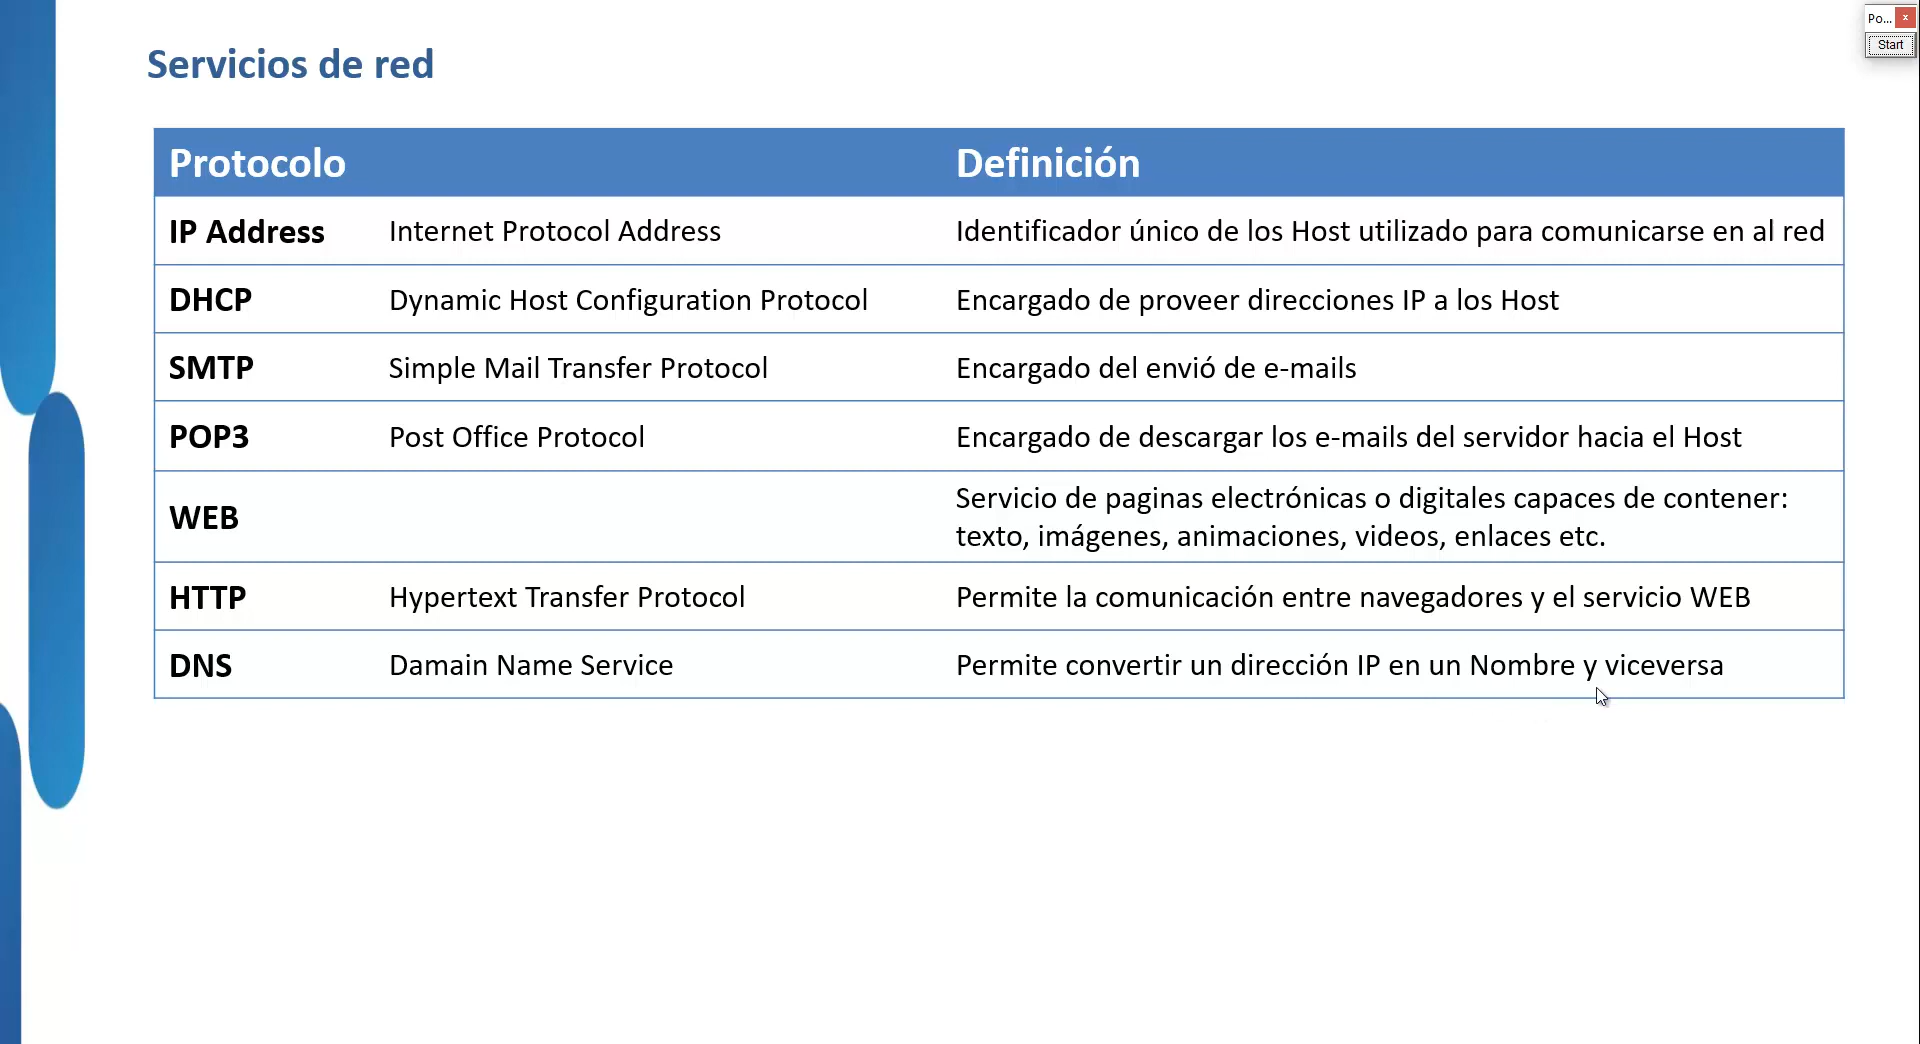 Po...
x
Start
Servicios de red
Protocolo Definición
IP Address Internet Protocol Address Identificador único de los Host utilizado para comunicarse en al red
DHCP Dynamic Host Configuration Protocol Encargado de proveer direcciones IP a los Host
SMTP Simple Mail Transfer Protocol Encargado del envió de e-mails
POP3 Post Office Protocol Encargado de descargar los e-mails del servidor hacia el Host
WEB Servicio de paginas electrónicas o digitales capaces de contener:
texto, imágenes, animaciones, videos, enlaces etc.
HTTP Hypertext Transfer Protocol Permite la comunicación entre navegadores y el servicio WEB
DNS Damain Name Service Permite convertir un dirección IP en un Nombre y viceversa